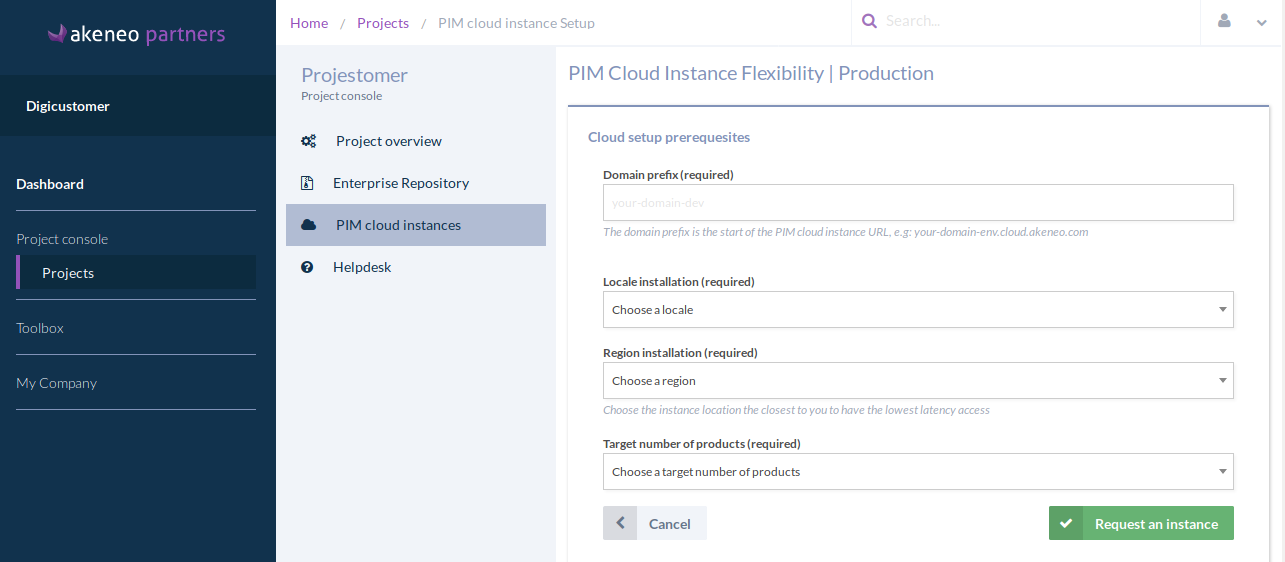 akeneo partners
Digicustomer
Dashboard
Project console
Projects
Toolbox
My Company
Home / Projects / PIM cloud instance Setup
Search...
Projestomer
Project console
Project overview
Enterprise Repository
PIM cloud instances
Helpdesk
PIM Cloud Instance Flexibility | Production
Cloud setup prerequesites
Domain prefix (required)
your-domain-dev
The domain prefix is the start of the PIM cloud instance URL, e.g: your-domain-env.cloud.akeneo.com
Locale installation (required)
Choose a locale
Region installation (required)
Choose a region
Choose the instance location the closest to you to have the lowest latency access
Target number of products (required)
Choose a target number of products
Cancel
Request an instance